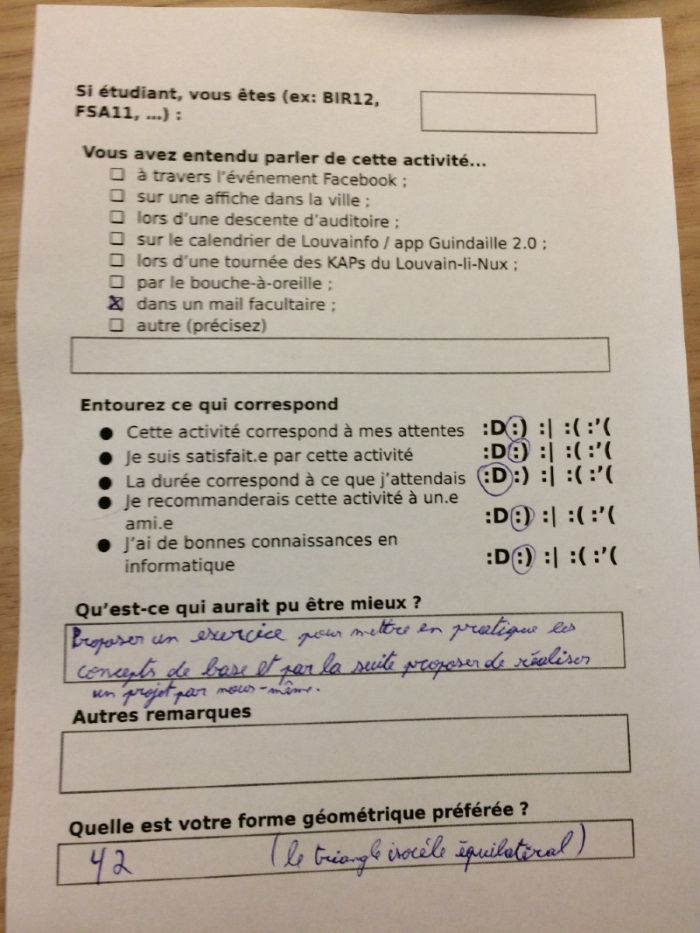 Si étudiant, vous êtes (ex: BIR12,
FSA11, ...) :
Vous avez entendu parler de cette activité...
☐ à travers l'événement Facebook ;
☐ sur une affiche dans la ville ;
☐ lors d'une descente d'auditoire ;
☐ sur le calendrier de Louvainfo / app Guindaille 2.0 ;
☐ lors d'une tournée des KAPs du Louvain-li-Nux ;
☐ par le bouche-à-oreille ;
☒ dans un mail facultaire ;
☐ autre (précisez)
Entourez ce qui correspond
● Cette activité correspond à mes attentes :D :) :| :( :'(
● Je suis satisfait.e par cette activité :D :) :| :( :'(
● La durée correspond à ce que j'attendais :D :) :| :( :'(
● Je recommanderais cette activité à un.e
ami.e :D :) :| :( :'(
● J'ai de bonnes connaissances en
informatique :D :) :| :( :'(
Qu'est-ce qui aurait pu être mieux ?
Proposer un exercice pour mettre en pratique les
concepts de base et par la suite proposer de réaliser
un projet par nous-même.
Autres remarques
Quelle est votre forme géométrique préférée ?
42 (le triangle isocèle équilatéral)